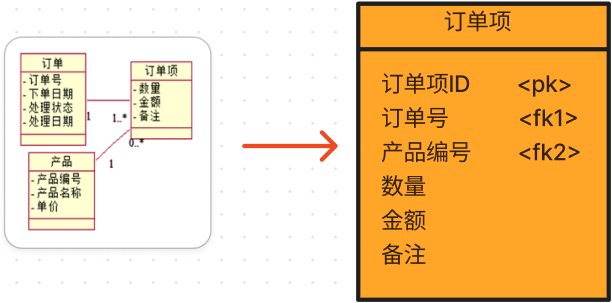 订单
- 订单号
- 下单日期
- 处理状态
- 处理日期
订单项
- 数量
- 金额
- 备注
1
1..*
0..*
1
产品
- 产品编号
- 产品名称
- 单价
订单项
订单项ID <pk>
订单号 <fk1>
产品编号 <fk2>
数量
金额
备注